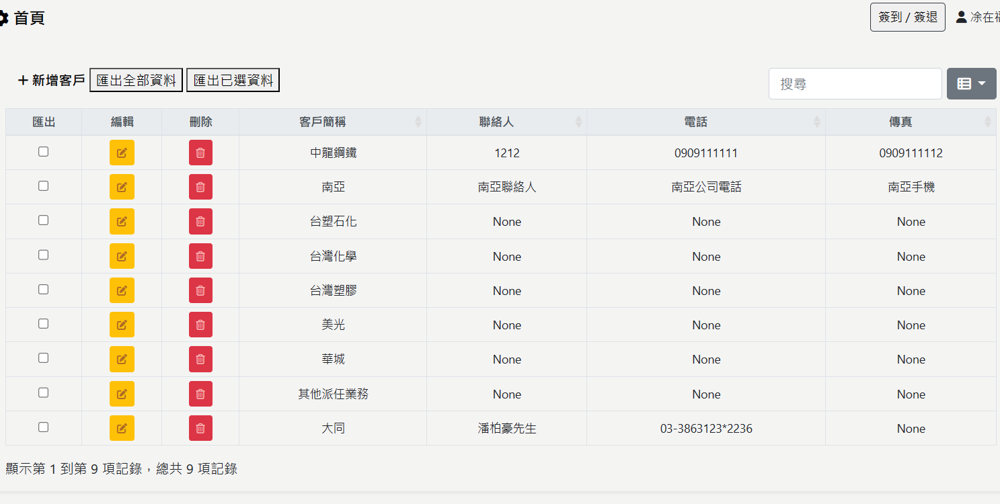 首頁
簽到 / 簽退
凃在
+ 新增客戶 匯出全部資料 匯出已選資料
搜尋
匯出 編輯 刪除 客戶簡稱 聯絡人 電話 傳真
中龍鋼鐵 1212 0909111111 0909111112
南亞 南亞聯絡人 南亞公司電話 南亞手機
台塑石化 None None None
台灣化學 None None None
台灣塑膠 None None None
美光 None None None
華城 None None None
其他派任業務 None None None
大同 潘柏豪先生 03-3863123*2236 None
顯示第 1 到第 9 項記錄，總共 9 項記錄